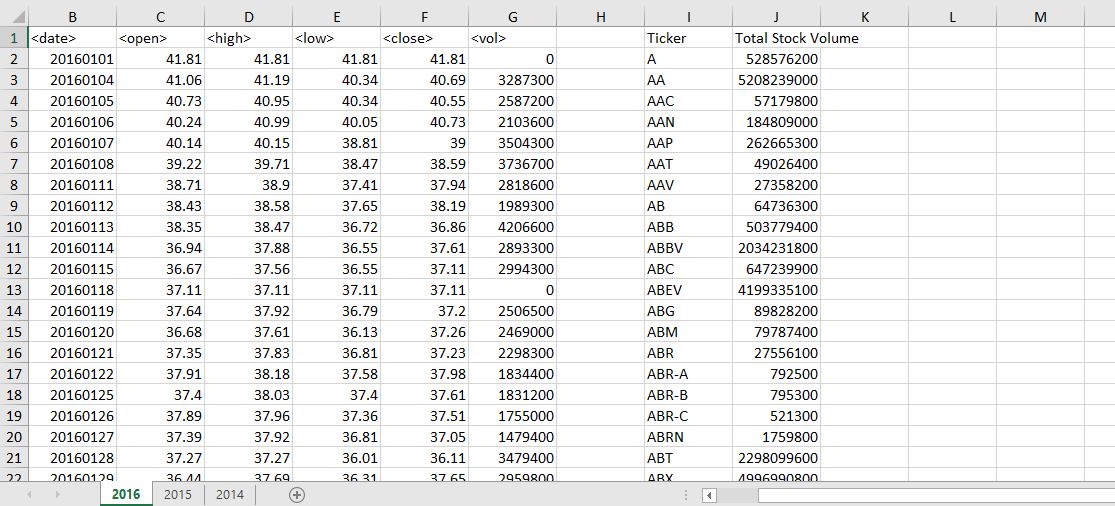 B C D E F G H I J K L M
1 <date> <open> <high> <low> <close> <vol> Ticker Total Stock Volume
2 20160101 41.81 41.81 41.81 41.81 0 A 528576200
3 20160104 41.06 41.19 40.34 40.69 3287300 AA 5208239000
4 20160105 40.73 40.95 40.34 40.55 2587200 AAC 57179800
5 20160106 40.24 40.99 40.05 40.73 2103600 AAN 184809000
6 20160107 40.14 40.15 38.81 39 3504300 AAP 262665300
7 20160108 39.22 39.71 38.47 38.59 3736700 AAT 49026400
8 20160111 38.71 38.9 37.41 37.94 2818600 AAV 27358200
9 20160112 38.43 38.58 37.65 38.19 1989300 AB 64736300
10 20160113 38.35 38.47 36.72 36.86 4206600 ABB 503779400
11 20160114 36.94 37.88 36.55 37.61 2893300 ABBV 2034231800
12 20160115 36.67 37.56 36.55 37.11 2994300 ABC 647239900
13 20160118 37.11 37.11 37.11 37.11 0 ABEV 4199335100
14 20160119 37.64 37.92 36.79 37.2 2506500 ABG 89828200
15 20160120 36.68 37.61 36.13 37.26 2469000 ABM 79787400
16 20160121 37.35 37.83 36.81 37.23 2298300 ABR 27556100
17 20160122 37.91 38.18 37.58 37.98 1834400 ABR-A 792500
18 20160125 37.4 38.03 37.4 37.61 1831200 ABR-B 795300
19 20160126 37.89 37.96 37.36 37.51 1755000 ABR-C 521300
20 20160127 37.39 37.92 36.81 37.05 1479400 ABRN 1759800
21 20160128 37.27 37.27 36.01 36.11 3479400 ABT 2298099600
22 20160129 36.44 37.69 36.31 37.65 2959800 ABX 4996990800
2016 2015 2014